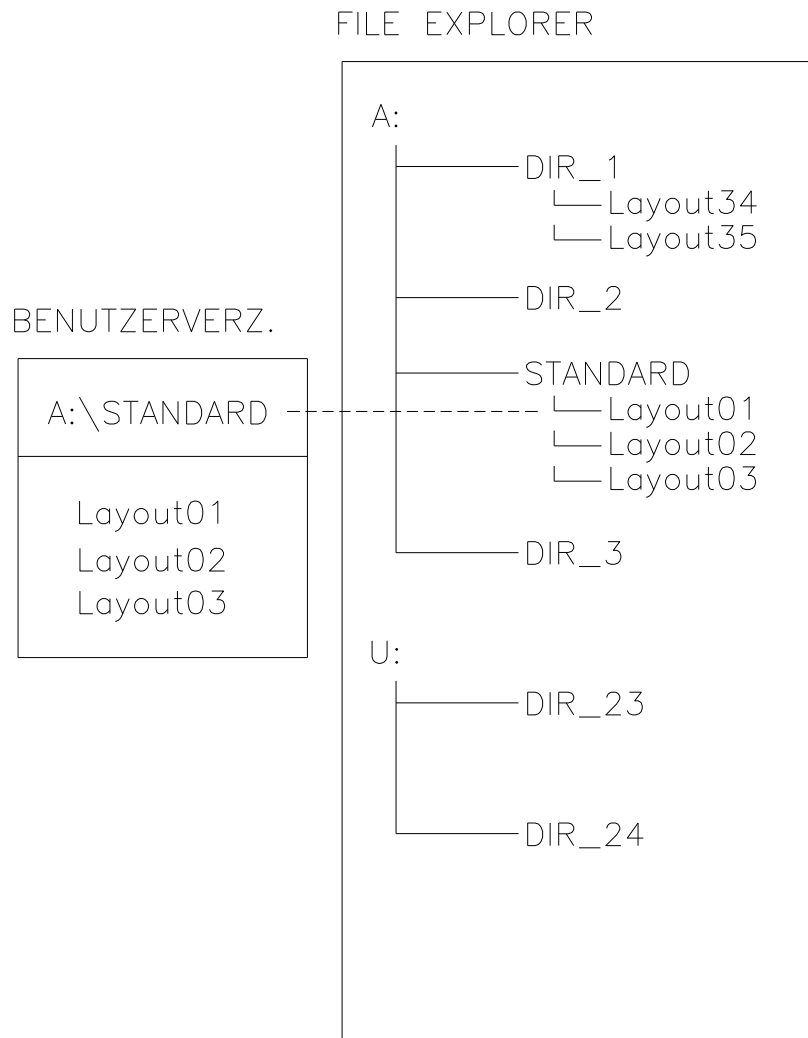 FILE EXPLORER
A:
DIR_1
Layout34
Layout35
DIR_2
BENUTZERVERZ.
STANDARD
A:\STANDARD
Layout01
Layout02
Layout03
Layout01
Layout02
Layout03
DIR_3
U:
DIR_23
DIR_24